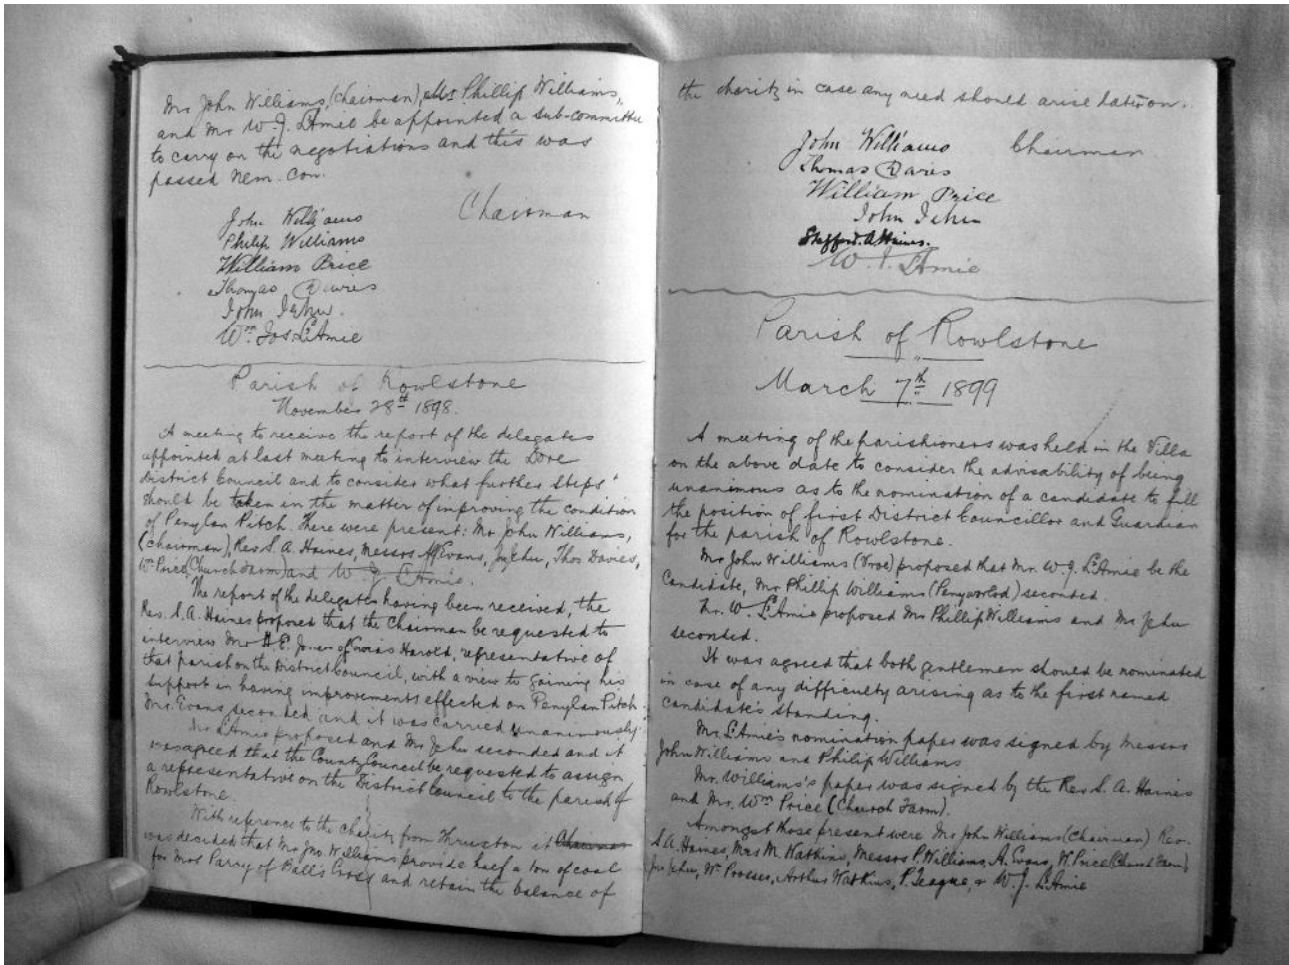 Mr John Williams, (Chairman), Mr Phillip Williams,
and Mr W. J. L'Amie be appointed a sub-committee
to carry on the negotiations and this was
passed nem. con.
John Williams Chairman
Philip Williams
William Price
Thomas Davies
John Jehu.
Wm Jos. L'Amie
Parish of Rowlstone
November 28th 1898.
A meeting to receive the report of the delegates
appointed at last meeting to interview the Dore
District Council and to consider what further steps
should be taken in the matter of improving the condition
of Penylan Pitch. There were present: Mr John Williams,
(Chairman), Rev. S. A. Haines, Messrs Evans, Jehu, Thos Davies,
Wm Price, (Church Farm) and W. J. L'Amie.
The report of the delegates having been received, the
Rev. S. A. Haines proposed that the Chairman be requested to
interview Mr H. E. Jones of Harold, representative of
that parish on the District Council, with a view to gaining his
support in having improvements effected on Penylan Pitch.
Mr. Evans seconded and it was carried unanimously.
Mr L'Amie proposed and Mr Jehu seconded and it
was agreed that the County Council be requested to assign
a representative on the District Council to the parish of
Rowlstone.
With reference to the charity from Thruxton it Chairman
was decided that Mr Jno. Williams provide half a ton of coal
for Mrs Parry of Ball's Cross and retain the balance of
the charity in case any need should arise later on.
John Williams Chairman
Thomas Davies
William Price
John Jehu
Stafford. A Haines.
W. J. L'Amie
Parish of Rowlstone
March 7th 1899
A meeting of the parishioners was held in the Villa
on the above date to consider the advisability of being
unanimous as to the nomination of a candidate to fill
the position of first District Councillor and Guardian
for the parish of Rowlstone.
Mr John Williams (Vroe) proposed that Mr. W. J. L'Amie be the
Candidate, Mr Phillip Williams (Penyworlod) seconded.
Mr. W. L'Amie proposed Mr Phillip Williams and Mr Jehu
seconded.
It was agreed that both gentlemen should be nominated
in case of any difficulty arising as to the first named
candidate's standing.
Mr. L'Amie's nomination paper was signed by Messrs
John Williams and Philip Williams
Mr. Williams's paper was signed by the Rev. S. A. Haines
and Mr. Wm Price (Church Farm).
Amongst those present were Mr John Williams (Chairman) Rev.
S. A. Haines, Mrs M. Watkins, Messrs P. Williams, A. Evans, W. Price (Church Farm)
Jno Jehu, Wm Prosser, Arthur Watkins, P. Teague, & W. J. L'Amie